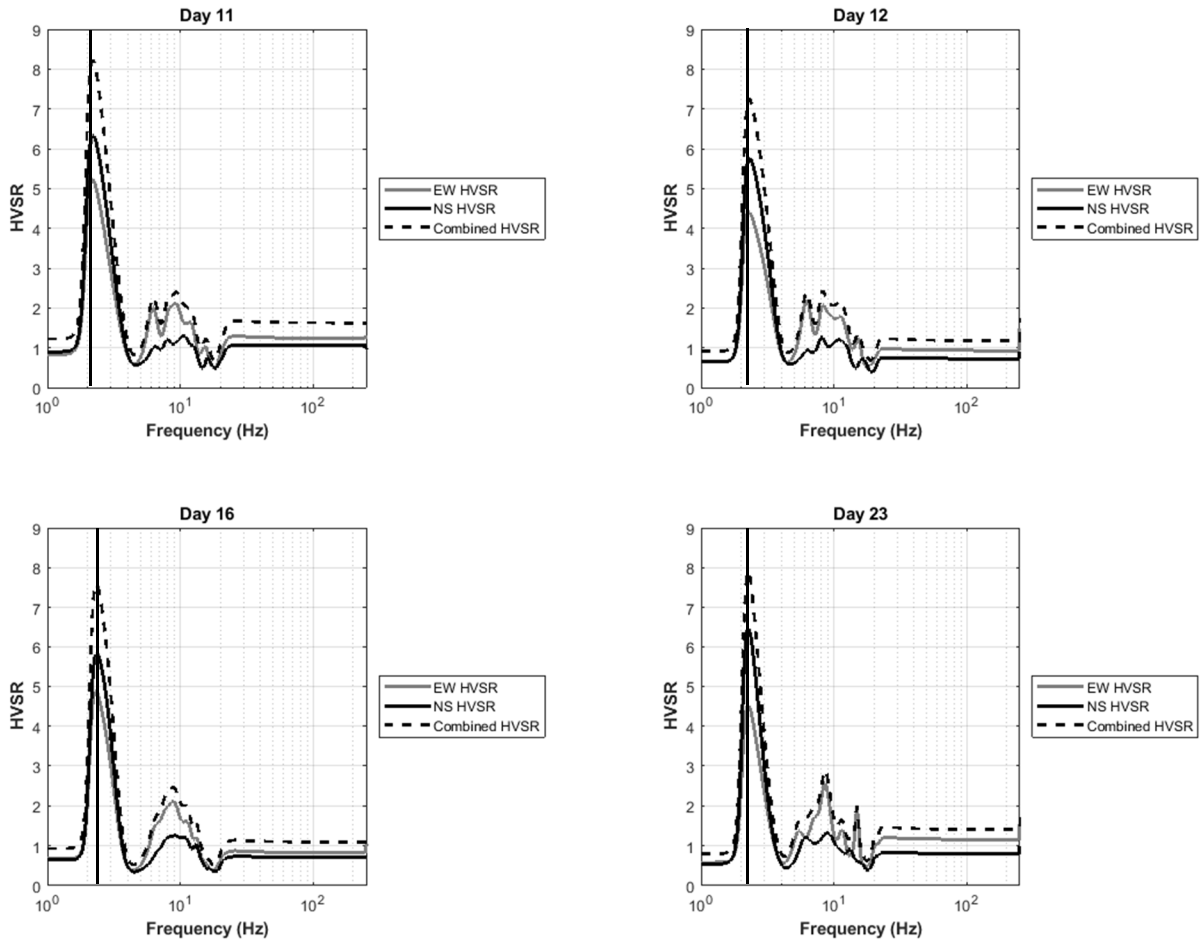 Day 11
9
8
7
6
5
4
3
2
1
0
HVSR
10^0
10^1
10^2
Frequency (Hz)
EW HVSR
NS HVSR
Combined HVSR
Day 12
9
8
7
6
5
4
3
2
1
0
HVSR
10^0
10^1
10^2
Frequency (Hz)
EW HVSR
NS HVSR
Combined HVSR
Day 16
9
8
7
6
5
4
3
2
1
0
HVSR
10^0
10^1
10^2
Frequency (Hz)
EW HVSR
NS HVSR
Combined HVSR
Day 23
9
8
7
6
5
4
3
2
1
0
HVSR
10^0
10^1
10^2
Frequency (Hz)
EW HVSR
NS HVSR
Combined HVSR